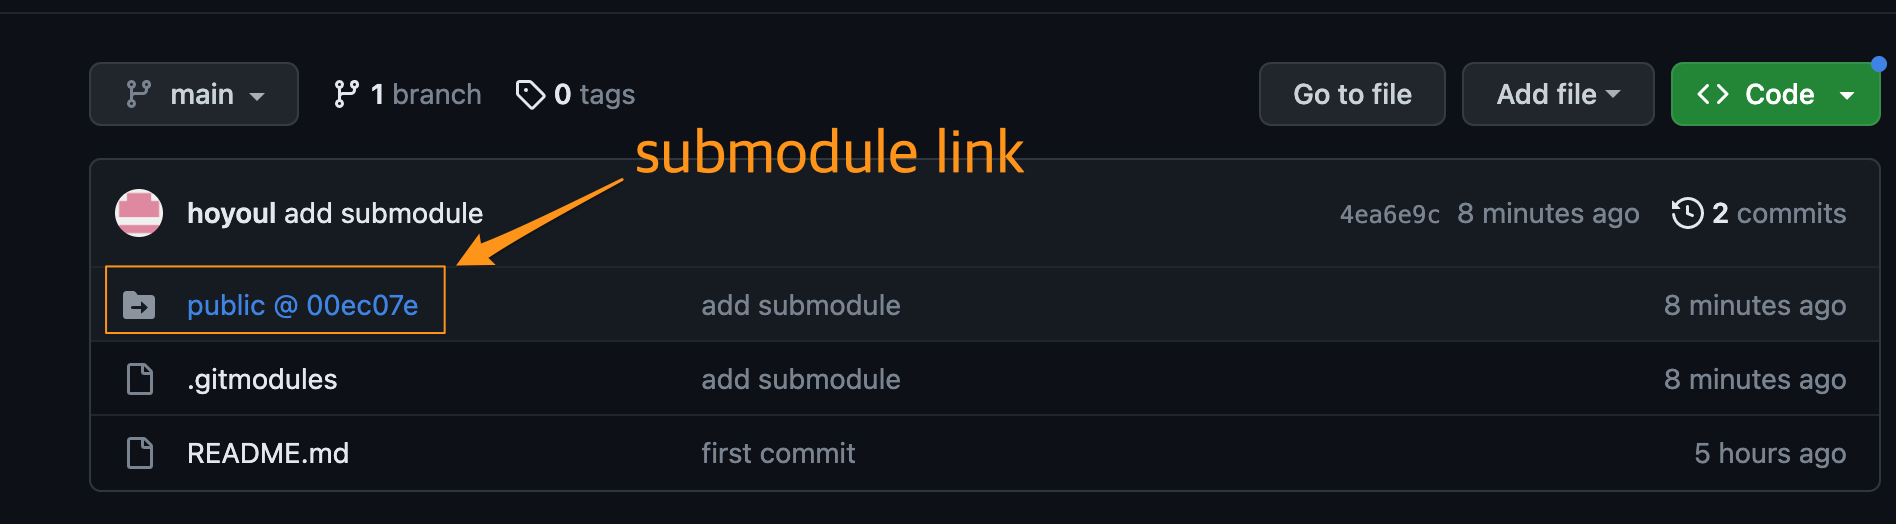 main 1 branch 0 tags Go to file Add file Code
submodule link
hoyoul add submodule 4ea6e9c 8 minutes ago 2 commits
public @ 00ec07e add submodule 8 minutes ago
.gitmodules add submodule 8 minutes ago
README.md first commit 5 hours ago